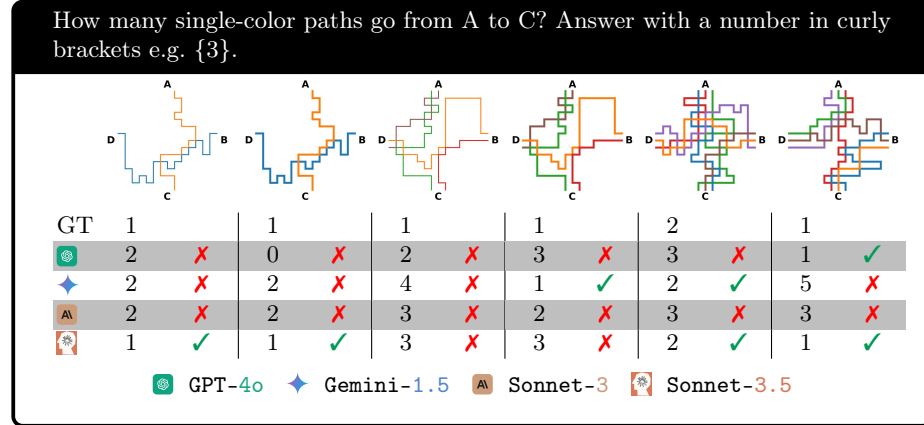 How many single-color paths go from A to C? Answer with a number in curly
brackets e.g. {3}.
A A A A A A
D B D B D B D B D B D B
C C C C C C
GT 1 1 1 1 2 1
2 ✗ 0 ✗ 2 ✗ 3 ✗ 3 ✗ 1 ✓
2 ✗ 2 ✗ 4 ✗ 1 ✓ 2 ✓ 5 ✗
A\ 2 ✗ 2 ✗ 3 ✗ 2 ✗ 3 ✗ 3 ✗
1 ✓ 1 ✓ 3 ✗ 3 ✗ 2 ✓ 1 ✓
GPT-4o Gemini-1.5 A\ Sonnet-3 Sonnet-3.5